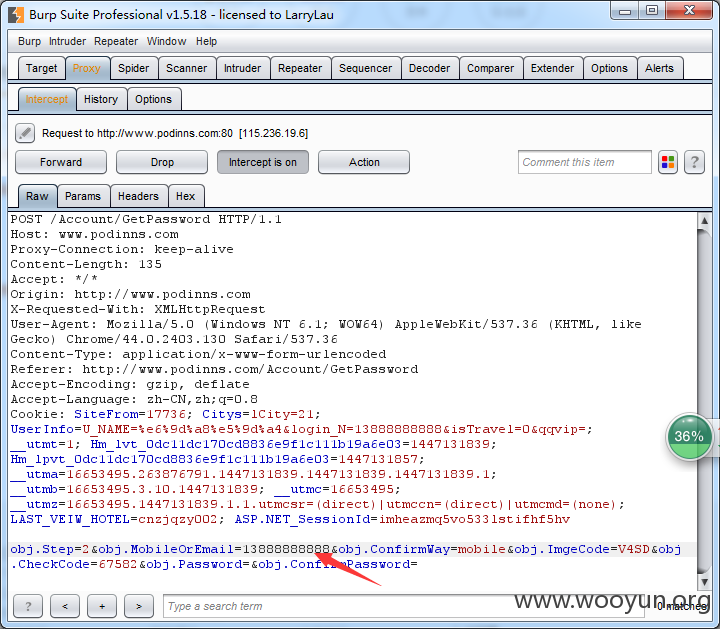 Burp Suite Professional v1.5.18 - licensed to LarryLau
Burp Intruder Repeater Window Help
Target Proxy Spider Scanner Intruder Repeater Sequencer Decoder Comparer Extender Options Alerts
Intercept History Options
Request to http://www.podinns.com:80 [115.236.19.6]
Forward Drop Intercept is on Action Comment this item ?
Raw Params Headers Hex
POST /Account/GetPassword HTTP/1.1
Host: www.podinns.com
Proxy-Connection: keep-alive
Content-Length: 135
Accept: */*
Origin: http://www.podinns.com
X-Requested-With: XMLHttpRequest
User-Agent: Mozilla/5.0 (Windows NT 6.1; WOW64) AppleWebKit/537.36 (KHTML, like
Gecko) Chrome/44.0.2403.130 Safari/537.36
Content-Type: application/x-www-form-urlencoded
Referer: http://www.podinns.com/Account/GetPassword
Accept-Encoding: gzip, deflate
Accept-Language: zh-CN,zh;q=0.8
Cookie: SiteFrom=17736; Citys=lCity=21;
UserInfo=U_NAME=%e6%9d%a8%e5%9d%a4&login_N=13888888888&isTravel=0&qqvip=;
__utmt=1; Hm_lvt_0dc11dc170cd8836e9f1c111b19a6e03=1447131839;
Hm_lpvt_0dc11dc170cd8836e9f1c111b19a6e03=1447131857;
__utma=16653495.263876791.1447131839.1447131839.1447131839.1;
__utmb=16653495.3.10.1447131839; __utmc=16653495;
__utmz=16653495.1447131839.1.1.utmcsr=(direct)|utmccn=(direct)|utmcmd=(none);
LAST_VEIW_HOTEL=cnzjqzy002; ASP.NET_SessionId=imheazmq5vo533lstifhf5hv
obj.Step=2&obj.MobileOrEmail=13888888888&obj.ConfirmWay=mobile&obj.ImgeCode=V4SD&obj
.CheckCode=67582&obj.Password=&obj.ConfirmPassword=
36%
? < + > Type a search term 0 matches
www.wooyun.org